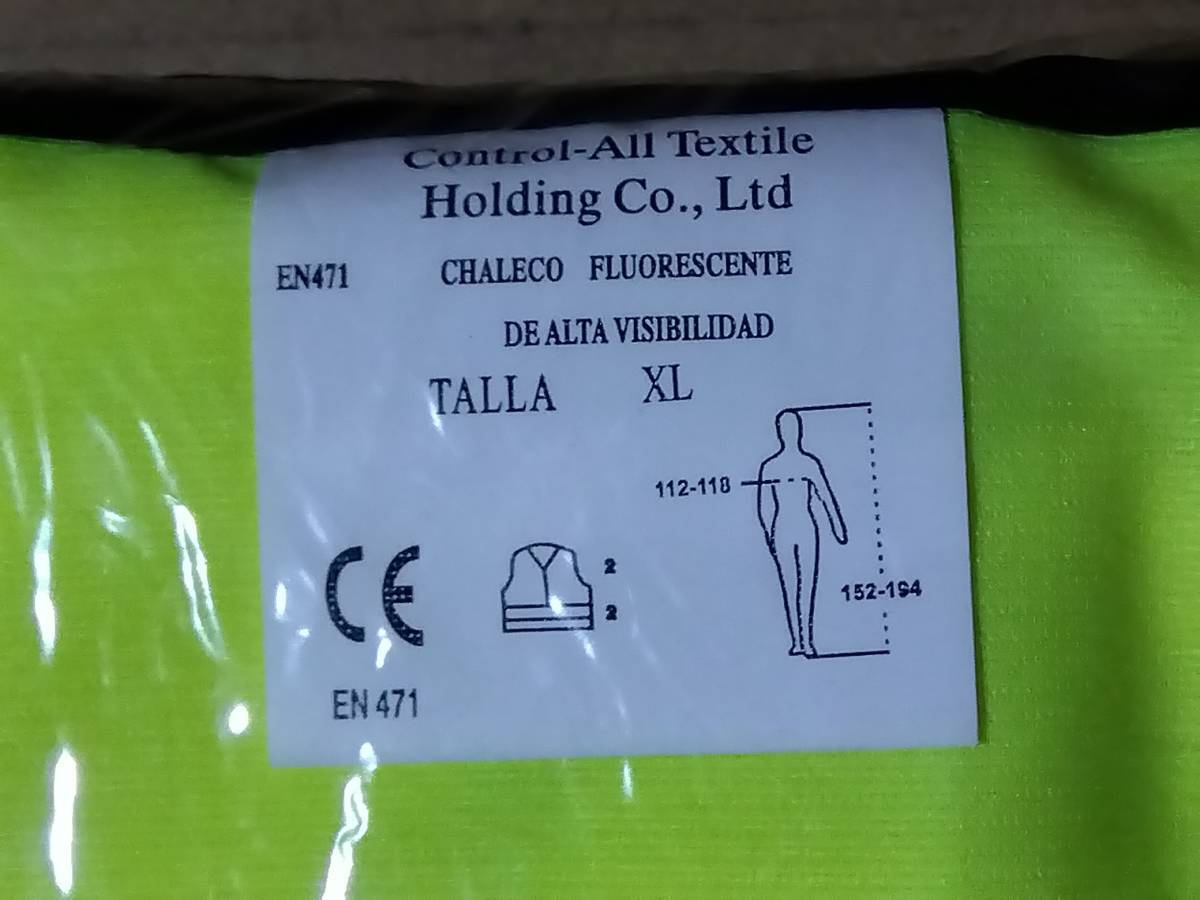 Control-All Textile
Holding Co., Ltd
EN471 CHALECO FLUORESCENTE
DE ALTA VISIBILIDAD
TALLA XL
112-118
152-194
2
2
CE
EN 471